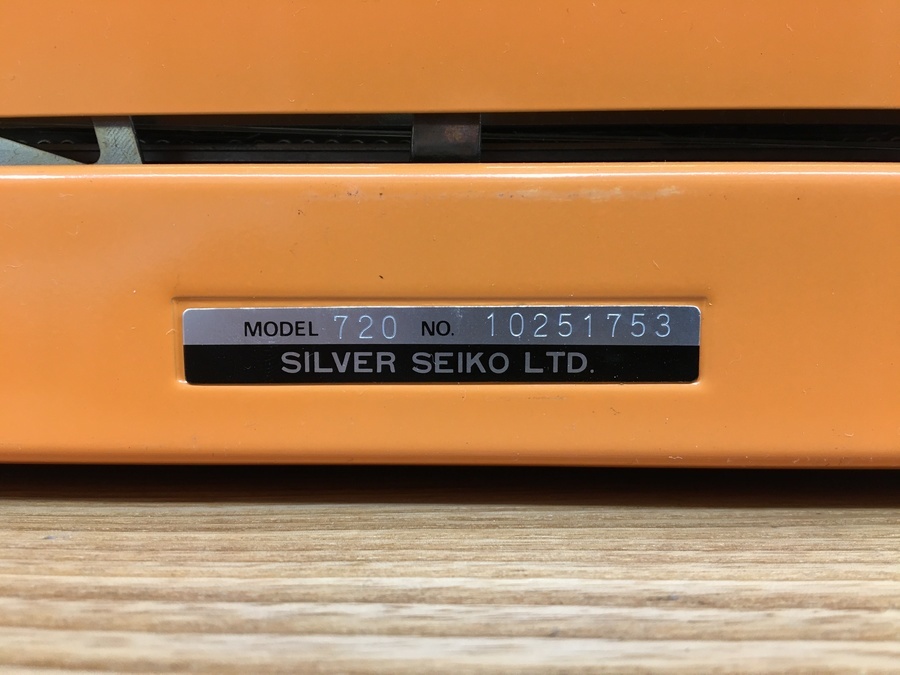 MODEL 720 NO. 10251753
SILVER SEIKO LTD.